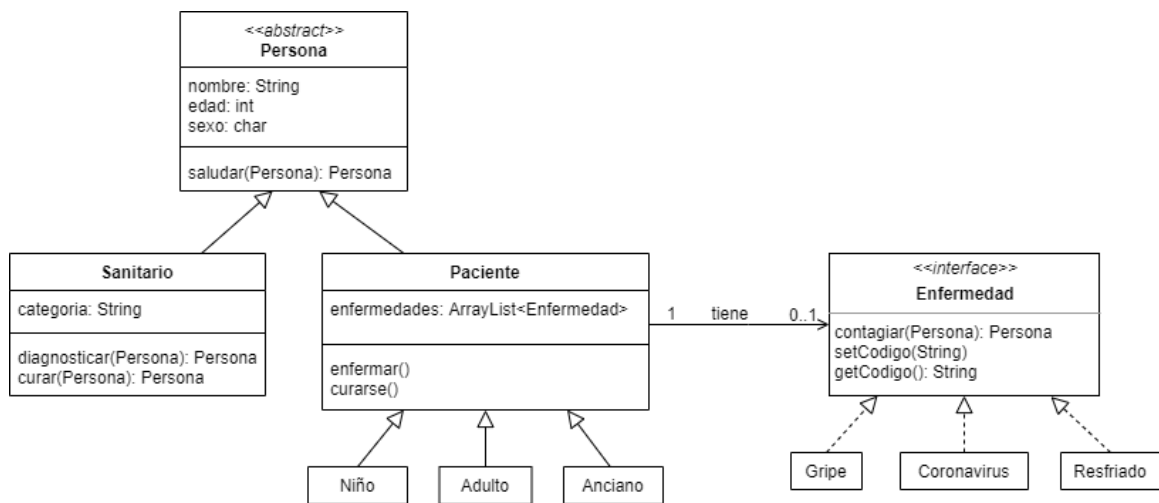 <<abstract>>
Persona
nombre: String
edad: int
sexo: char
saludar(Persona): Persona
Sanitario
categoria: String
diagnosticar(Persona): Persona
curar(Persona): Persona
Paciente
enfermedades: ArrayList<Enfermedad>
enfermar()
curarse()
1 tiene 0..1
<<interface>>
Enfermedad
contagiar(Persona): Persona
setCodigo(String)
getCodigo(): String
Niño
Adulto
Anciano
Gripe
Coronavirus
Resfriado